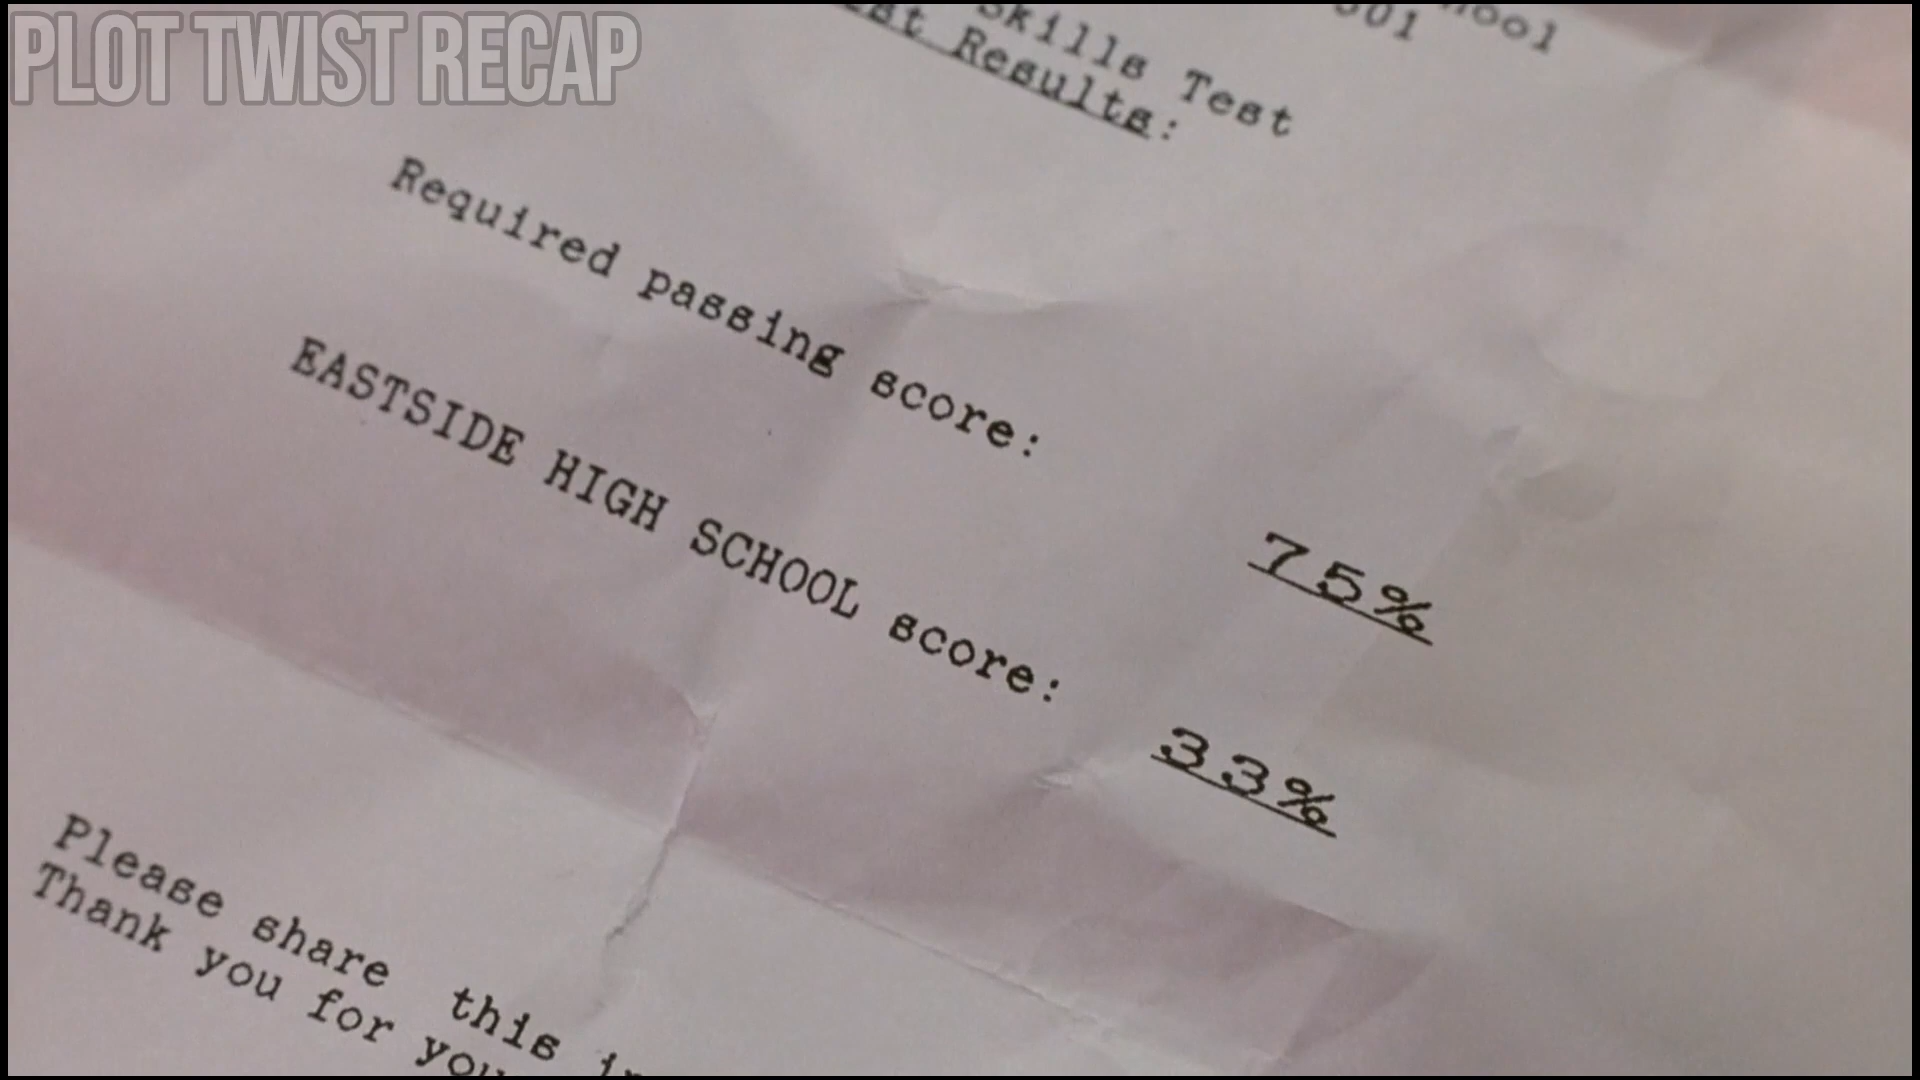 PLOT TWIST RECAP
Skills Test
Results:
Required passing score: 75%
EASTSIDE HIGH SCHOOL score: 33%
Please share this
Thank you for